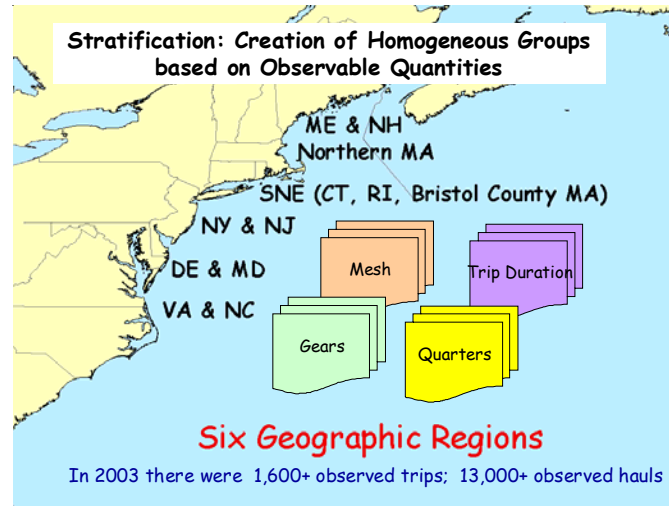 Stratification: Creation of Homogeneous Groups
based on Observable Quantities
ME & NH
Northern MA
SNE (CT, RI, Bristol County MA)
NY & NJ
DE & MD
VA & NC
Mesh
Trip Duration
Gears
Quarters
Six Geographic Regions
In 2003 there were 1,600+ observed trips; 13,000+ observed hauls